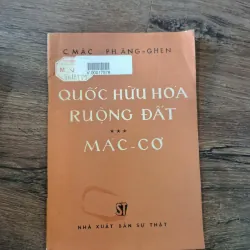 C. MÁC PH. ĂNG-GHEN
QUỐC HỮU HÓA
RUỘNG ĐẤT
***
MÁC-CƠ
ST
NHÀ XUẤT BẢN SỰ THẬT